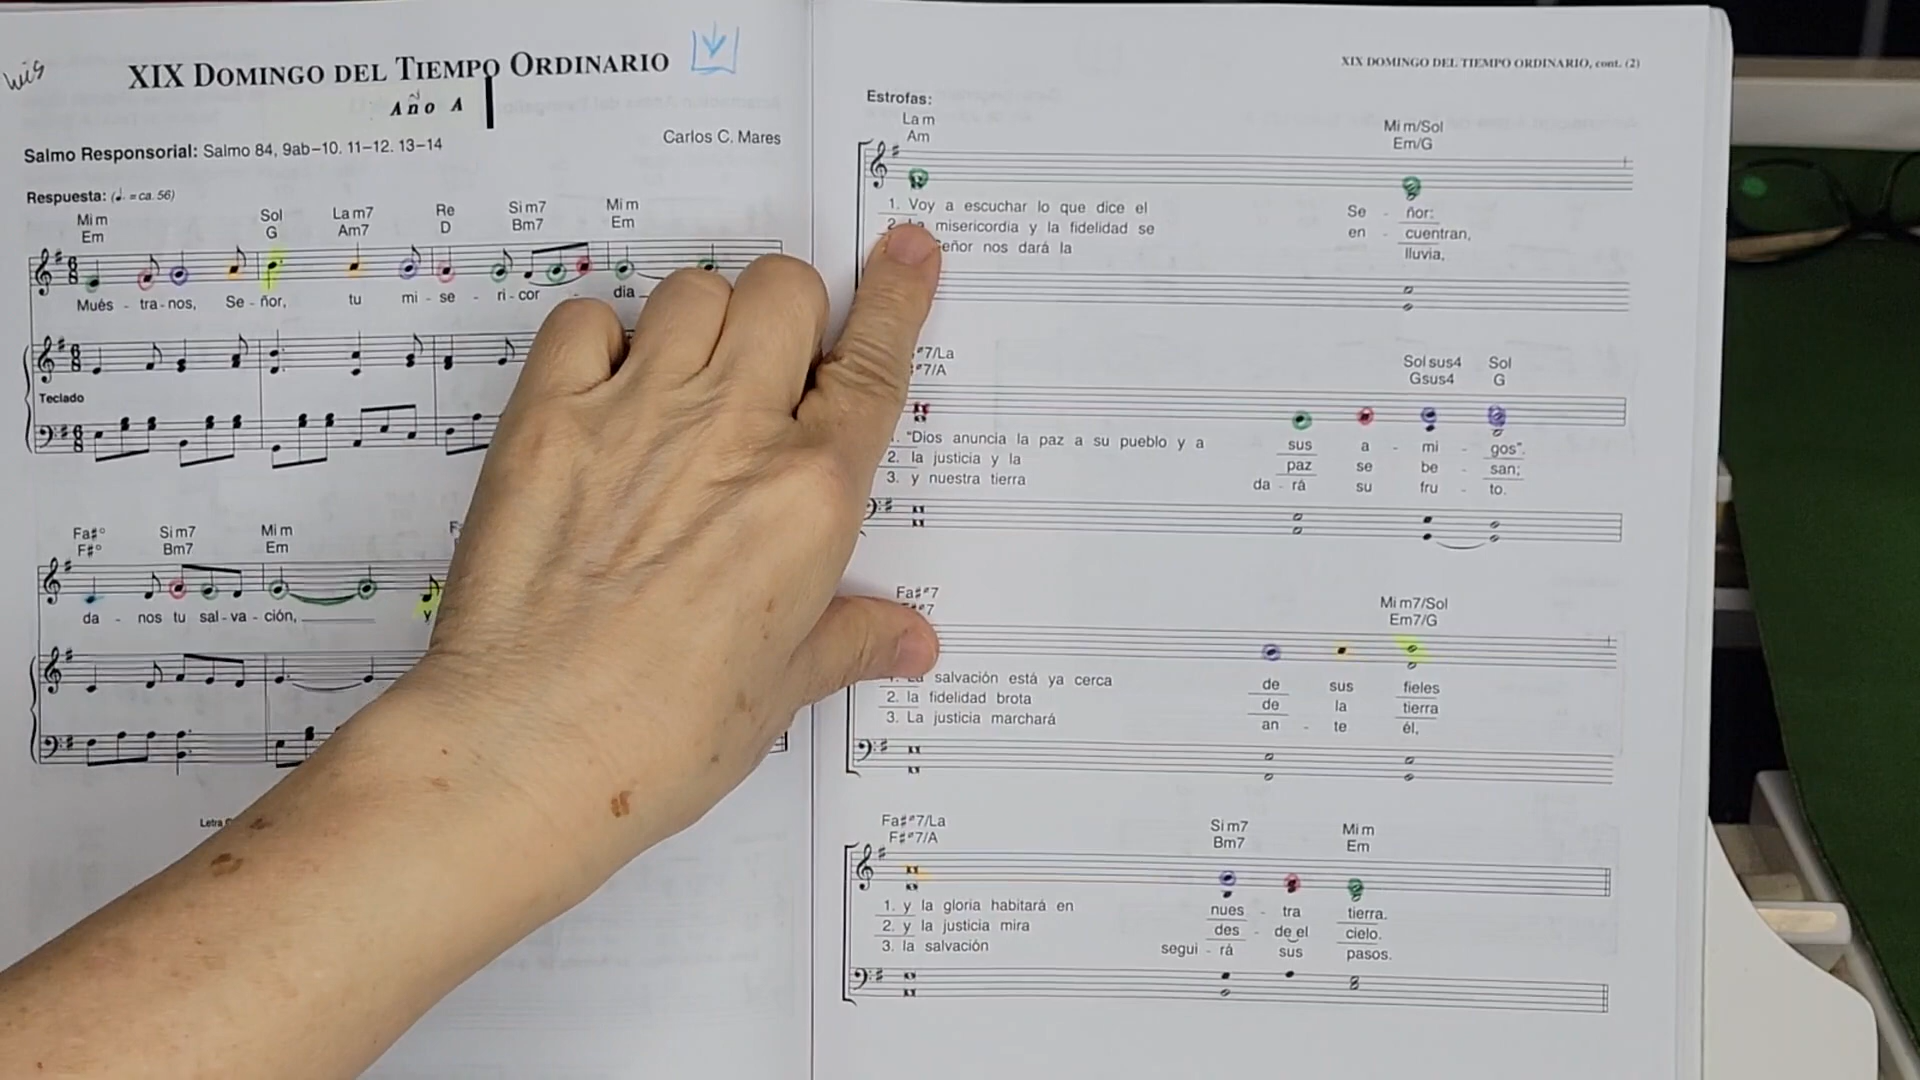 luis
XIX DOMINGO DEL TIEMPO ORDINARIO
Año A
Salmo Responsorial: Salmo 84, 9ab–10. 11–12. 13–14
Carlos C. Mares
Respuesta: (♩. = ca. 56)
Mi m Sol La m7 Re Si m7 Mi m
Em G Am7 D Bm7 Em
Mués - tra - nos, Se - ñor, tu mi - se - ri - cor - dia
Teclado
Fa♯° Si m7 Mi m
F♯° Bm7 Em
da - nos tu sal - va - ción, y
Letra
XIX DOMINGO DEL TIEMPO ORDINARIO, cont. (2)
Estrofas:
La m Mi m/Sol
Am Em/G
1. Voy a escuchar lo que dice el Se - ñor:
2. misericordia y la fidelidad se en - cuentran,
eñor nos dará la lluvia,
7/La Sol sus4 Sol
7/A Gsus4 G
1. “Dios anuncia la paz a su pueblo y a sus a - mi - gos”.
2. la justicia y la paz se be - san;
3. y nuestra tierra da - rá su fru - to.
Fa♯ø7 Mi m7/Sol
7 Em7/G
salvación está ya cerca de sus fieles
2. la fidelidad brota de la tierra
3. La justicia marchará an - te él,
Fa♯ø7/La Si m7 Mi m
F♯ø7/A Bm7 Em
1. y la gloria habitará en nues - tra tierra.
2. y la justicia mira des - de el cielo.
3. la salvación segui - rá sus pasos.